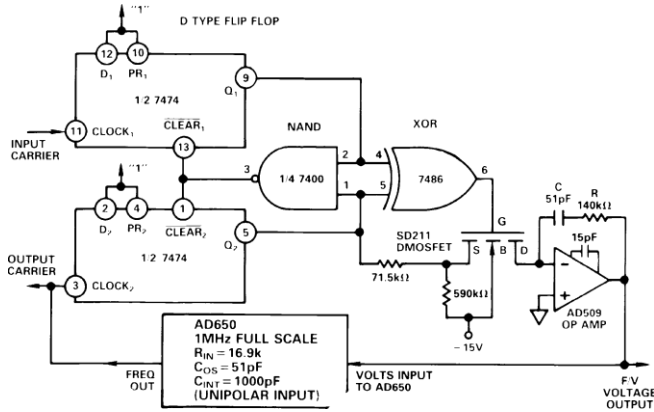 "1"
D TYPE FLIP FLOP
12
10
D1
PR1
9
Q1
1/2 7474
11
CLOCK1
CLEAR1
13
INPUT
CARRIER
NAND
XOR
3
1/4 7400
2
1
4
5
7486
6
"1"
2
4
1
D2
PR2
CLEAR2
5
Q2
1/2 7474
OUTPUT
CARRIER
3
CLOCK2
SD211
DMOSFET
G
S
B
D
71.5kΩ
590kΩ
-15V
C
51pF
R
140kΩ
15pF
−
+
AD509
OP AMP
AD650
1MHz FULL SCALE
RIN = 16.9k
COS = 51pF
CINT = 1000pF
(UNIPOLAR INPUT)
FREQ
OUT
VOLTS INPUT
TO AD650
F/V
VOLTAGE
OUTPUT